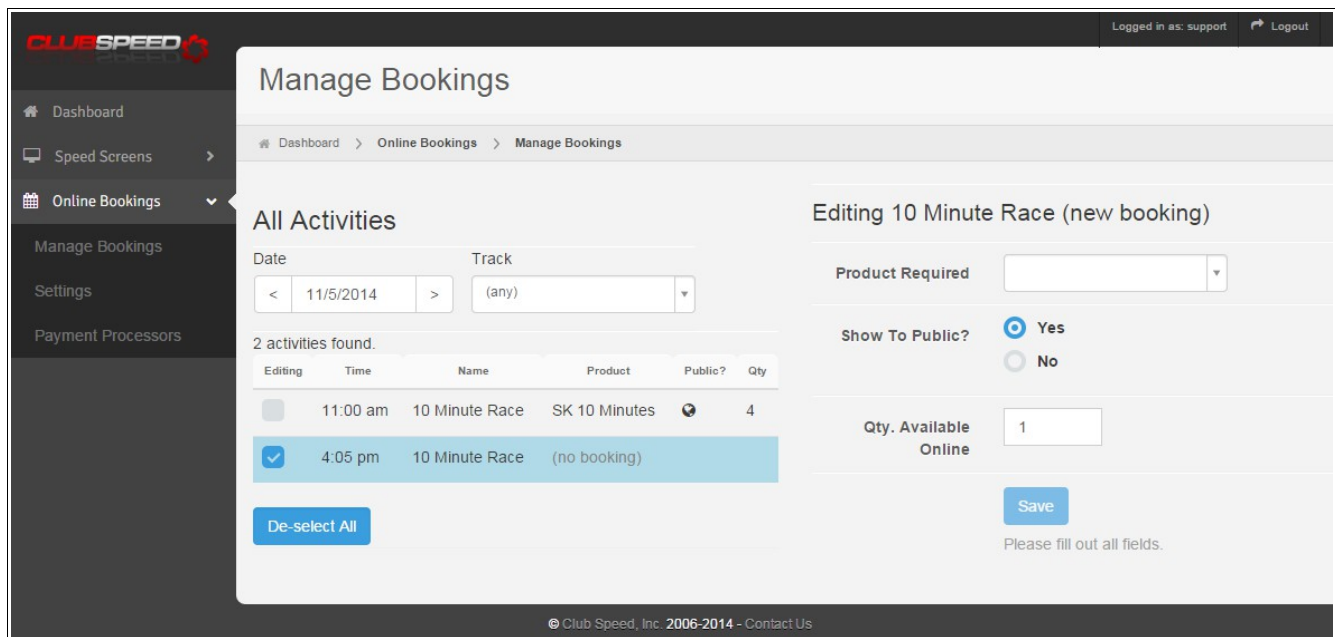 CLUBSPEED
Logged in as: support
Logout
Manage Bookings
Dashboard
Speed Screens >
Online Bookings
Manage Bookings
Settings
Payment Processors
Dashboard > Online Bookings > Manage Bookings
All Activities
Date Track
< 11/5/2014 > (any)
2 activities found.
Editing Time Name Product Public? Qty
11:00 am 10 Minute Race SK 10 Minutes 4
4:05 pm 10 Minute Race (no booking)
De-select All
Editing 10 Minute Race (new booking)
Product Required
Show To Public? Yes
No
Qty. Available 1
Online
Save
Please fill out all fields.
© Club Speed, Inc. 2006-2014 - Contact Us